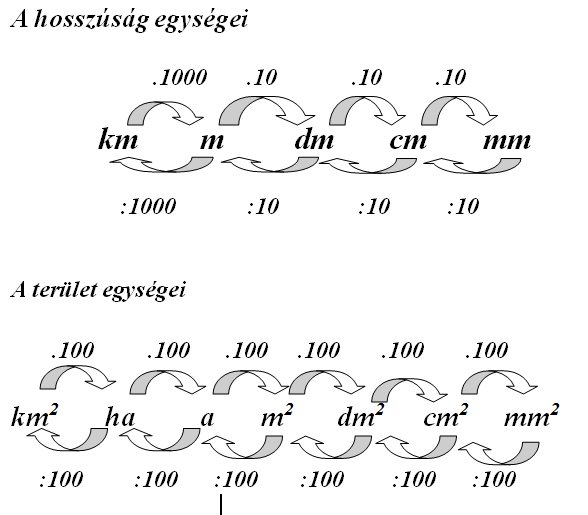 A hosszúság egységei
.1000 .10 .10 .10
km m dm cm mm
:1000 :10 :10 :10
A terület egységei
.100 .100 .100 .100 .100 .100
km² ha a m² dm² cm² mm²
:100 :100 :100 :100 :100 :100